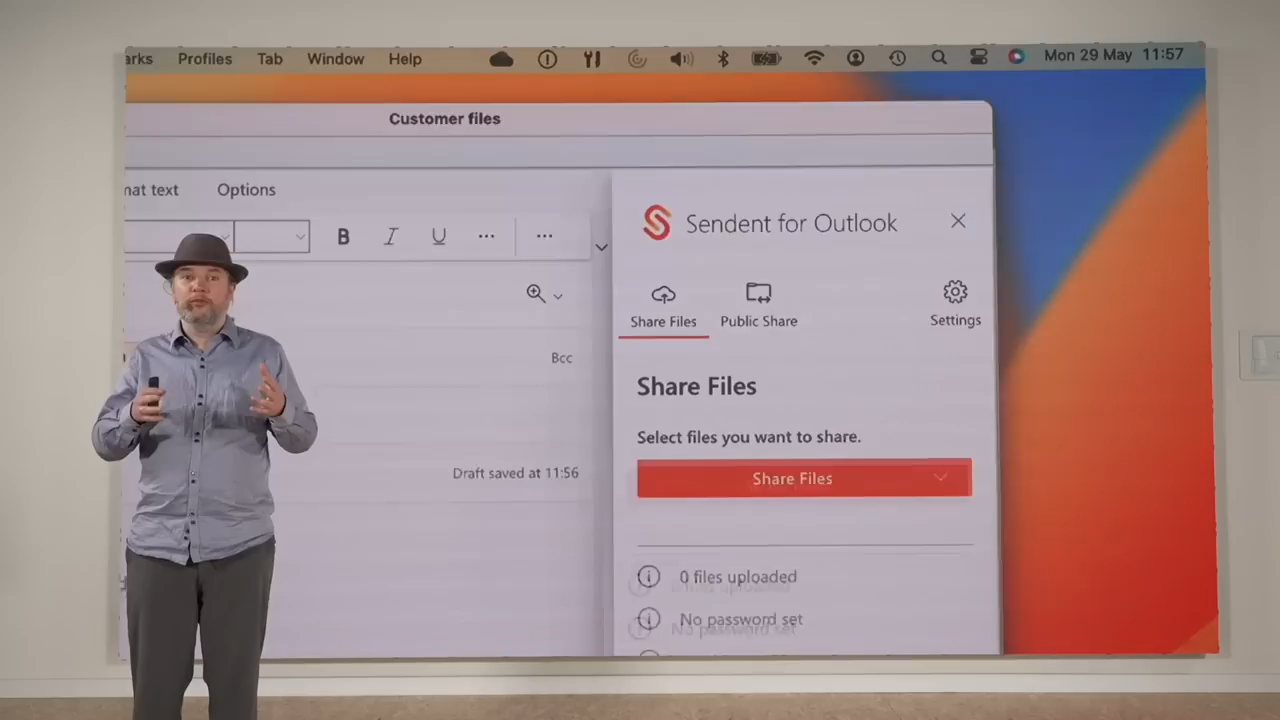 arks Profiles Tab Window Help Mon 29 May 11:57
Customer files
mat text Options
B I U ... ...
Bcc
Draft saved at 11:56
Sendent for Outlook
Share Files Public Share Settings
Share Files
Select files you want to share.
Share Files
0 files uploaded
No password set